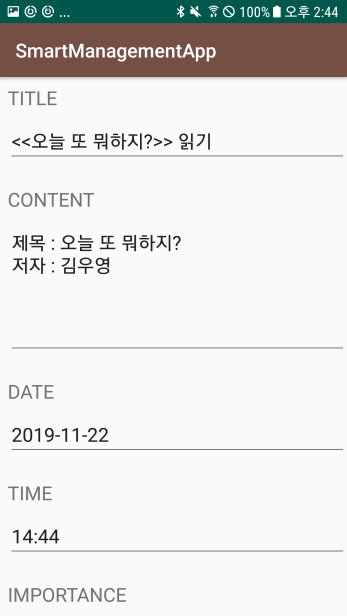 ... 100% 오후 2:44
SmartManagementApp
TITLE
<<오늘 또 뭐하지?>> 읽기
CONTENT
제목 : 오늘 또 뭐하지?
저자 : 김우영
DATE
2019-11-22
TIME
14:44
IMPORTANCE